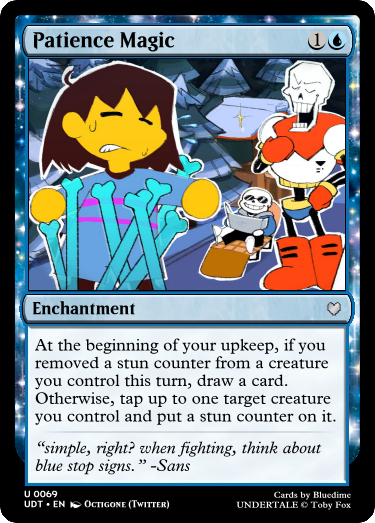 Patience Magic 1
Enchantment
At the beginning of your upkeep, if you
removed a stun counter from a creature
you control this turn, draw a card.
Otherwise, tap up to one target creature
you control and put a stun counter on it.
“simple, right? when fighting, think about
blue stop signs.” -Sans
U 0069
UDT • EN Octigone (Twitter)
Cards by Bluedime
UNDERTALE © Toby Fox